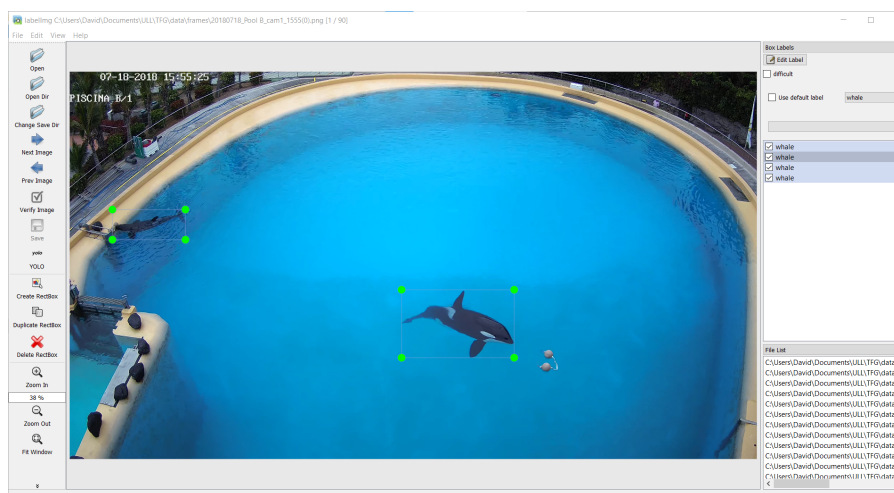 labelImg C:\Users\David\Documents\ULL\TFG\data\frames\20180718_Pool B_cam1_1555(0).png [1 / 90]
File Edit View Help
Open
Open Dir
Change Save Dir
Next Image
Prev Image
Verify Image
Save
yolo
YOLO
Create RectBox
Duplicate RectBox
Delete RectBox
Zoom In
38 %
Zoom Out
Fit Window
07-18-2018 15:55:25
PISCINA B/1
Box Labels
Edit Label
difficult
Use default label whale
whale
whale
whale
whale
File List
C:\Users\David\Documents\ULL\TFG\data
C:\Users\David\Documents\ULL\TFG\data
C:\Users\David\Documents\ULL\TFG\data
C:\Users\David\Documents\ULL\TFG\data
C:\Users\David\Documents\ULL\TFG\data
C:\Users\David\Documents\ULL\TFG\data
C:\Users\David\Documents\ULL\TFG\data
C:\Users\David\Documents\ULL\TFG\data
C:\Users\David\Documents\ULL\TFG\data
C:\Users\David\Documents\ULL\TFG\data
C:\Users\David\Documents\ULL\TFG\data
C:\Users\David\Documents\ULL\TFG\data